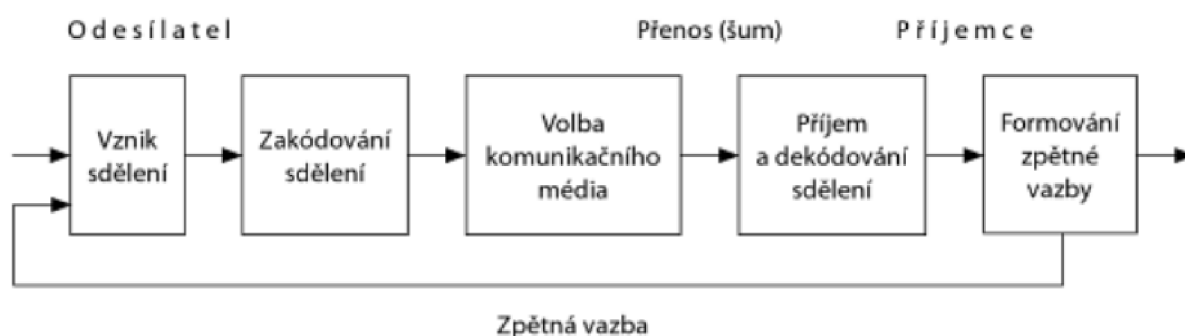 Odesílatel
Přenos (šum)
Příjemce
Vznik
sdělení
Zakódování
sdělení
Volba
komunikačního
média
Příjem
a dekódování
sdělení
Formování
zpětné
vazby
Zpětná vazba